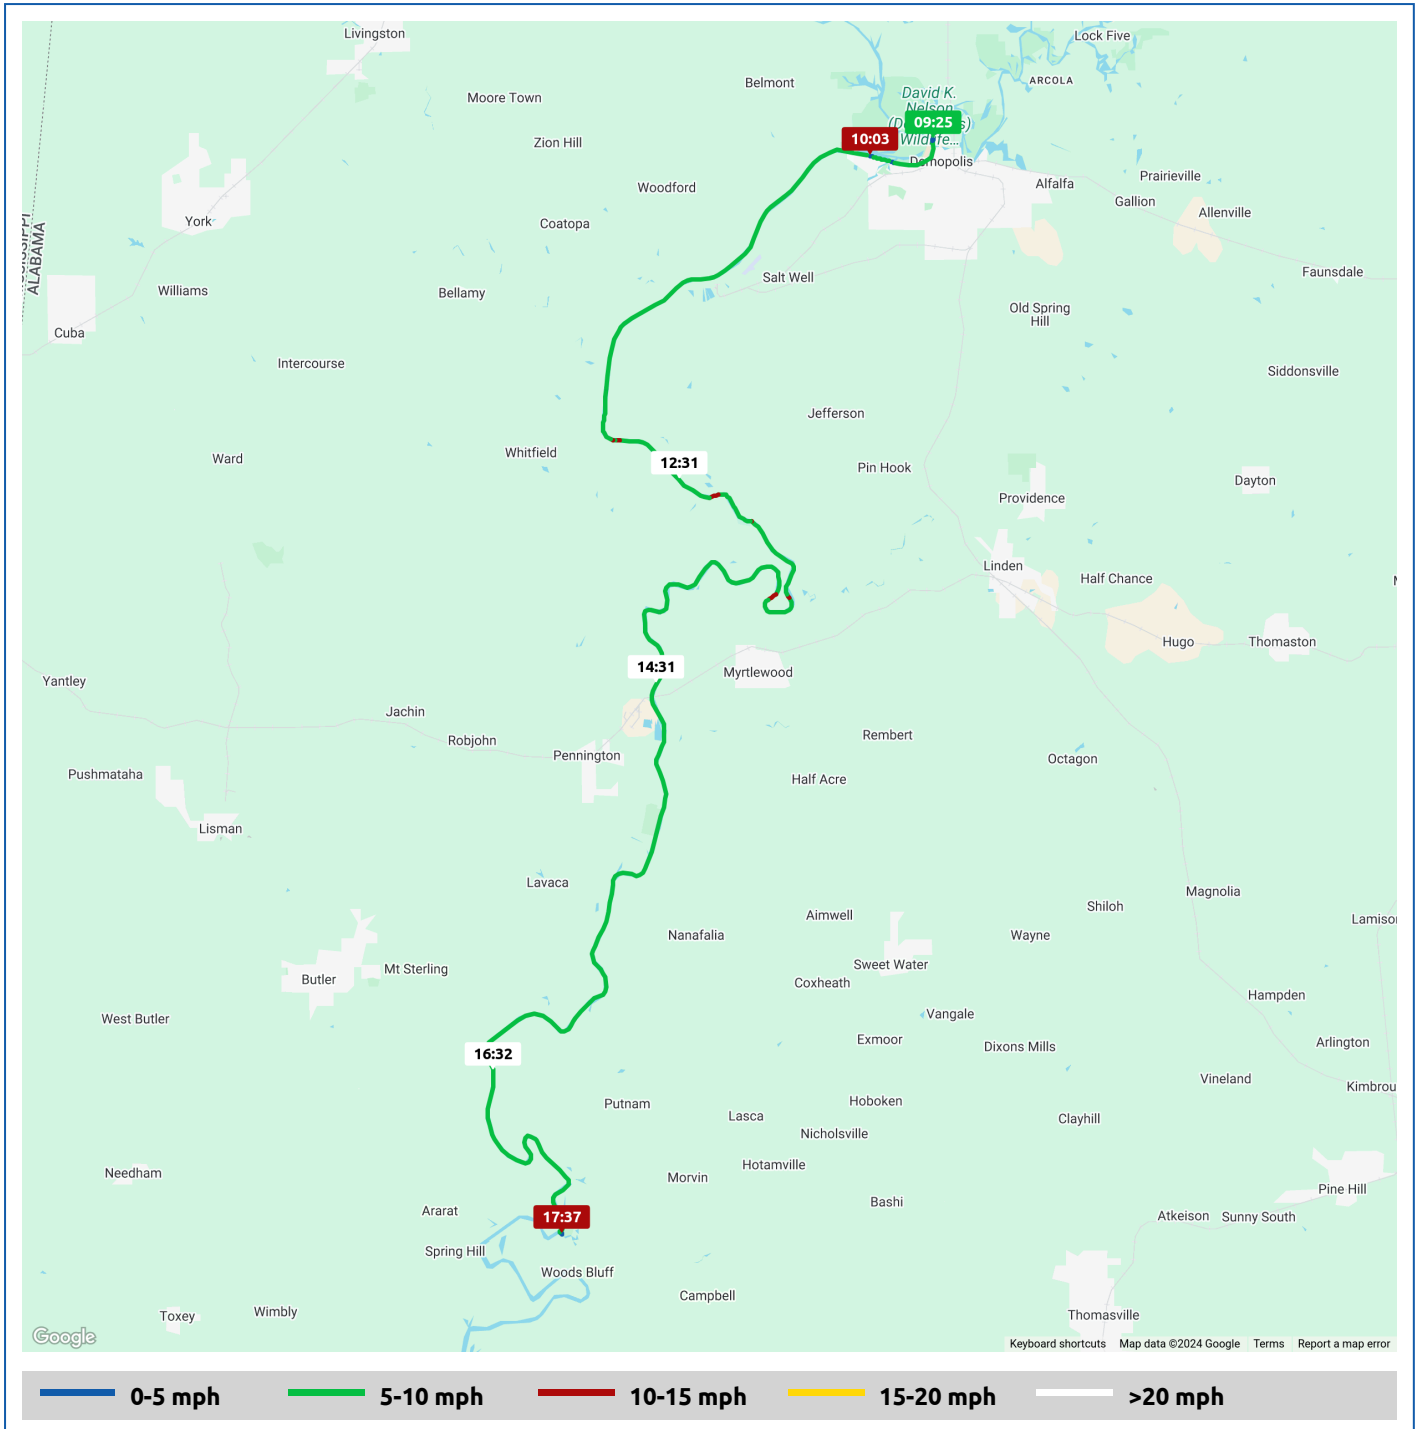 Livingston
Lock Five
ARCOLA
Belmont
Moore Town
David K.
Nelson
09:25
10:03
Zion Hill
Demopolis
Prairieville
Alfalfa
Woodford
Gallion
Allenville
Coatopa
York
ALABAMA
Faunsdale
Salt Well
Williams
Bellamy
Old Spring
Hill
Cuba
Intercourse
Siddonsville
Jefferson
Whitfield
Ward
12:31
Pin Hook
Dayton
Providence
Linden
Half Chance
Hugo
Thomaston
14:31
Myrtlewood
Yantley
Jachin
Robjohn
Rembert
Pennington
Octagon
Pushmataha
Half Acre
Lisman
Lavaca
Magnolia
Shiloh
Aimwell
Lamison
Nanafalia
Wayne
Sweet Water
Mt Sterling
Butler
Coxheath
Hampden
West Butler
Vangale
Exmoor
Dixons Mills
Arlington
16:32
Vineland
Kimbrou
Putnam
Hoboken
Lasca
Clayhill
Nicholsville
Hotamville
Needham
Morvin
Pine Hill
Bashi
Ararat
17:37
Atkeison
Sunny South
Spring Hill
Woods Bluff
Campbell
Wimbly
Toxey
Thomasville
Google
Keyboard shortcuts Map data ©2024 Google Terms Report a map error
0-5 mph 5-10 mph 10-15 mph 15-20 mph >20 mph